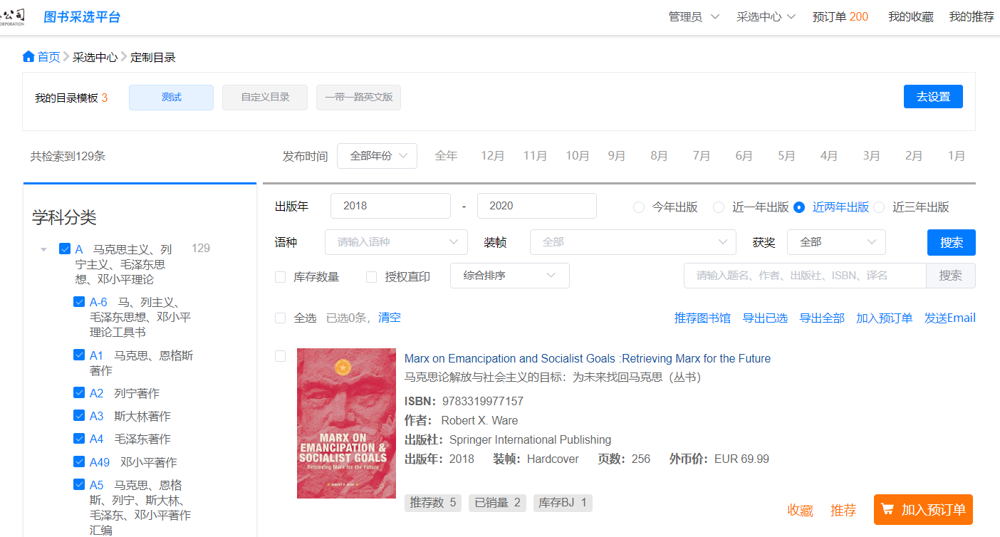 公司
ORPORATION
图书采选平台
管理员 采选中心 预订单 200 我的收藏 我的推荐
首页 采选中心 定制目录
我的目录模板 3 测试 自定义目录 一带一路英文版 去设置
共检索到129条 发布时间 全部年份 全年 12月 11月 10月 9月 8月 7月 6月 5月 4月 3月 2月 1月
学科分类
A 马克思主义、列宁主义、毛泽东思想、邓小平理论 129
A-6 马、列主义、毛泽东思想、邓小平理论工具书
A1 马克思、恩格斯著作
A2 列宁著作
A3 斯大林著作
A4 毛泽东著作
A49 邓小平著作
A5 马克思、恩格斯、列宁、斯大林、毛泽东、邓小平著作汇编
出版年 2018 - 2020 今年出版 近一年出版 近两年出版 近三年出版
语种 请输入语种 装帧 全部 获奖 全部 搜索
库存数量 授权直印 综合排序 请输入题名、作者、出版社、ISBN、译名 搜索
全选 已选0条，清空 推荐图书馆 导出已选 导出全部 加入预订单 发送Email
MARX ON
EMANCIPATION &
SOCIALIST GOALS
Retrieving Marx for the Future
ROBERT X. WARE
Marx on Emancipation and Socialist Goals :Retrieving Marx for the Future
马克思论解放与社会主义的目标：为未来找回马克思（丛书）
ISBN：9783319977157
作者： Robert X. Ware
出版社：Springer International Publishing
出版年：2018 装帧：Hardcover 页数：256 外币价：EUR 69.99
推荐数 5 已销量 2 库存BJ 1
收藏 推荐 加入预订单